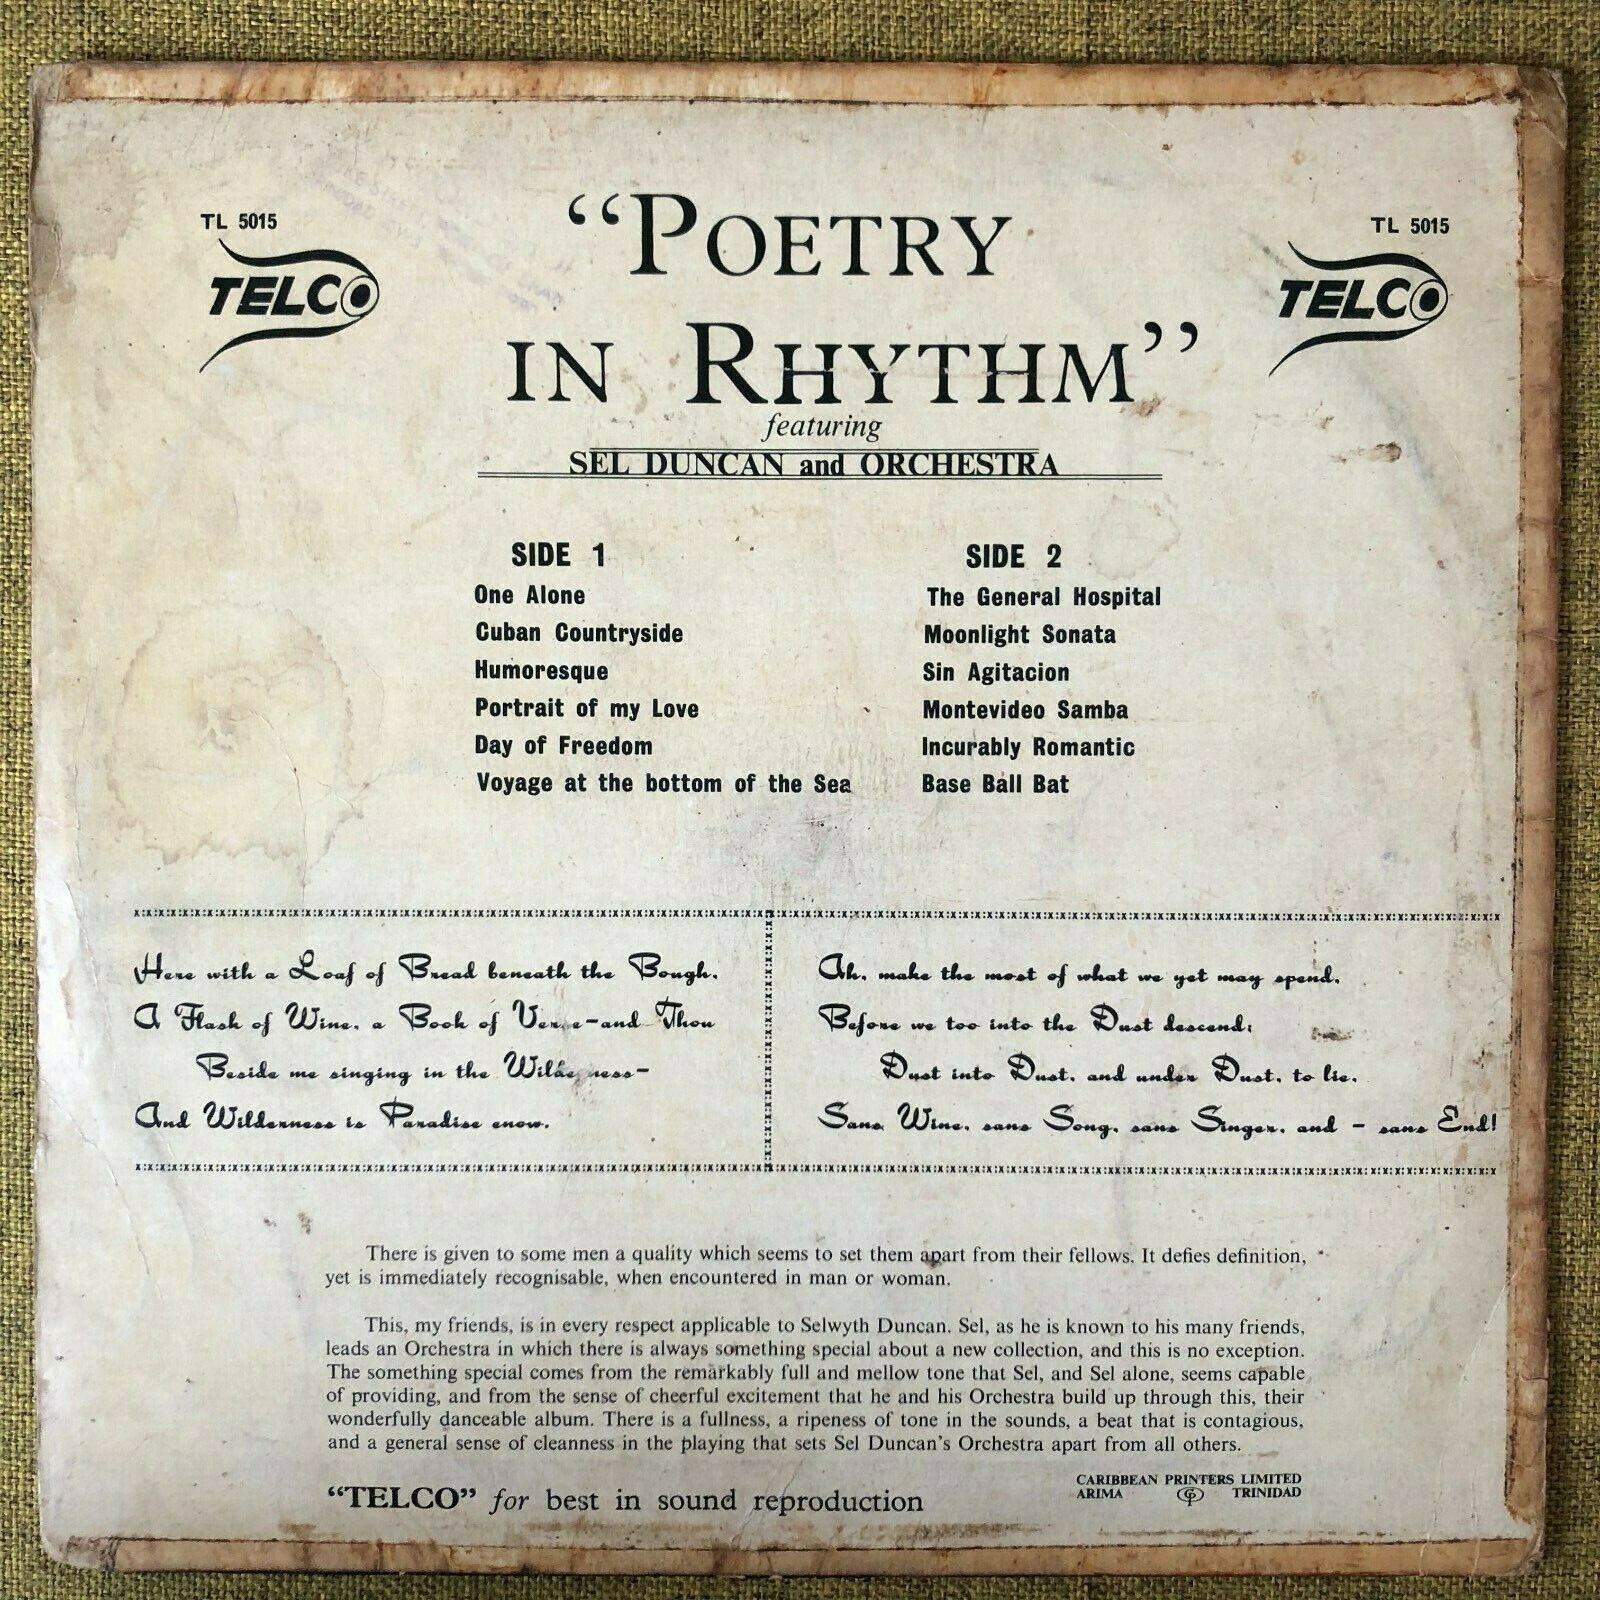 TL 5015
TELCO
"POETRY
IN RHYTHM"
featuring
SEL DUNCAN and ORCHESTRA
TL 5015
TELCO
SIDE 1
One Alone
Cuban Countryside
Humoresque
Portrait of my Love
Day of Freedom
Voyage at the bottom of the Sea
SIDE 2
The General Hospital
Moonlight Sonata
Sin Agitacion
Montevideo Samba
Incurably Romantic
Base Ball Bat
Here with a Loaf of Bread beneath the Bough,
A Flask of Wine, a Book of Verse-and Thou
Beside me singing in the Wilderness-
And Wilderness is Paradise enow.
Ah, make the most of what we yet may spend,
Before we too into the Dust descend;
Dust into Dust, and under Dust, to lie,
Sans Wine, sans Song, sans Singer, and - sans End!
There is given to some men a quality which seems to set them apart from their fellows. It defies definition,
yet is immediately recognisable, when encountered in man or woman.
This, my friends, is in every respect applicable to Selwyth Duncan. Sel, as he is known to his many friends,
leads an Orchestra in which there is always something special about a new collection, and this is no exception.
The something special comes from the remarkably full and mellow tone that Sel, and Sel alone, seems capable
of providing, and from the sense of cheerful excitement that he and his Orchestra build up through this, their
wonderfully danceable album. There is a fullness, a ripeness of tone in the sounds, a beat that is contagious,
and a general sense of cleanness in the playing that sets Sel Duncan's Orchestra apart from all others.
"TELCO" for best in sound reproduction
CARIBBEAN PRINTERS LIMITED
ARIMA CP TRINIDAD